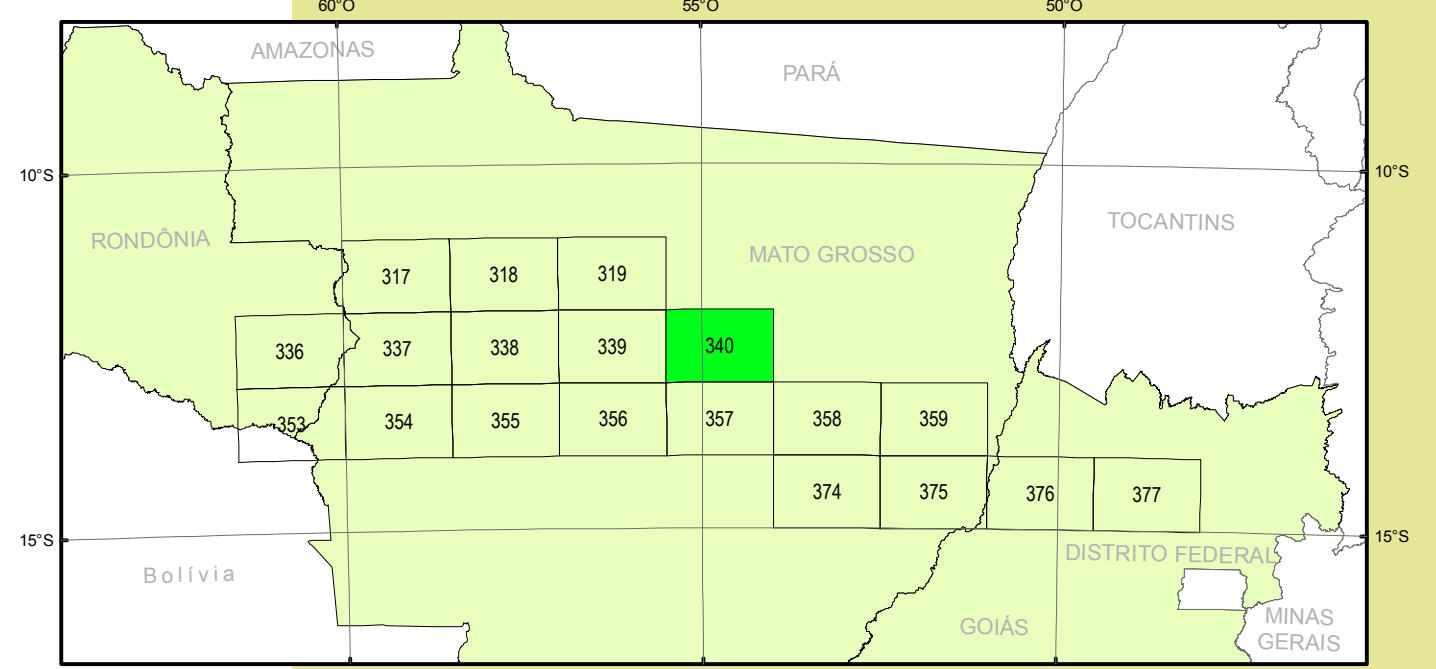 60°O 55°O 50°O
AMAZONAS
PARÁ
10°S 10°S
TOCANTINS
RONDÔNIA
MATO GROSSO
317 318 319
336 337 338 339 340
353 354 355 356 357 358 359
374 375 376 377
15°S 15°S
DISTRITO FEDERAL
Bolívia
MINAS
GERAIS
GOIÁS